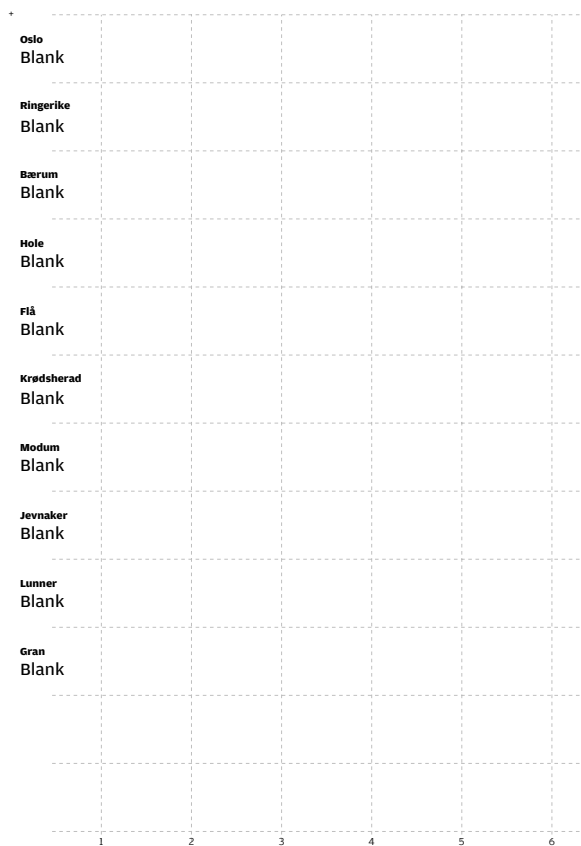 +
Oslo
Blank
Ringerike
Blank
Bærum
Blank
Hole
Blank
Flå
Blank
Krødsherad
Blank
Modum
Blank
Jevnaker
Blank
Lunner
Blank
Gran
Blank
1 2 3 4 5 6